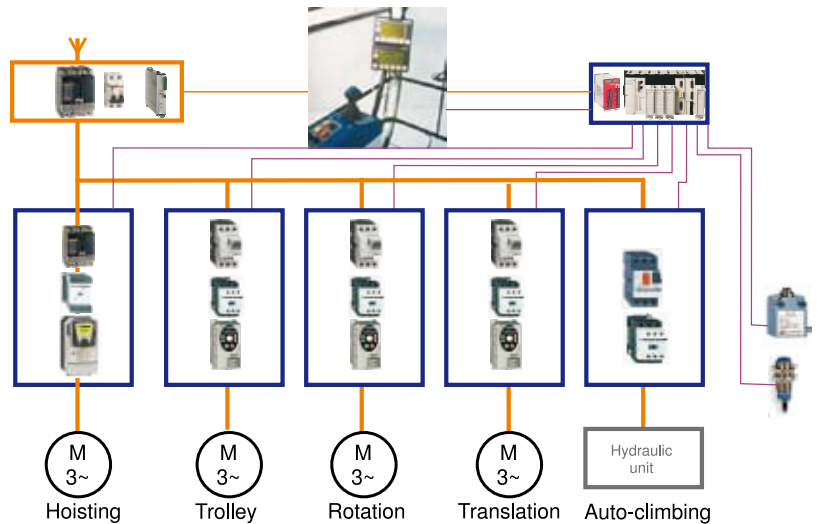 M
3~
M
3~
M
3~
M
3~
Hydraulic
unit
Hoisting
Trolley
Rotation
Translation
Auto-climbing